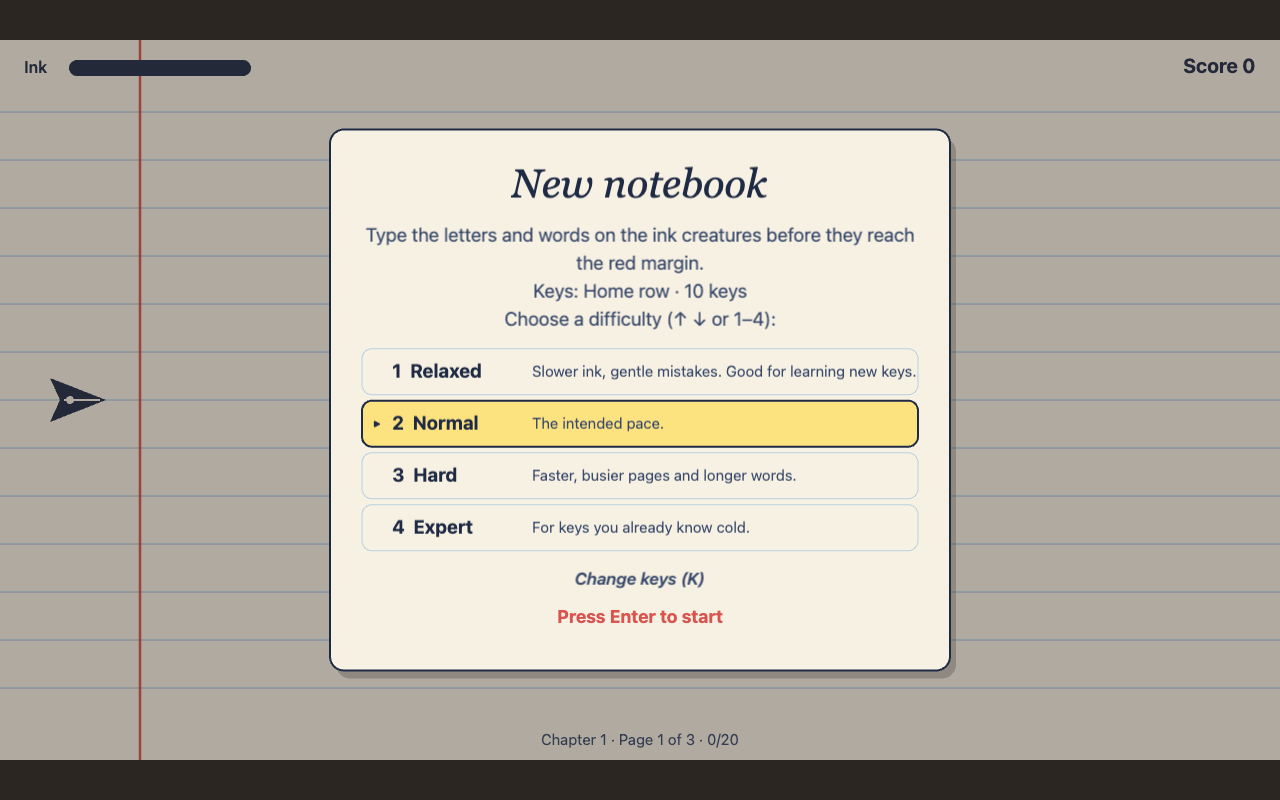 Ink
Score 0
New notebook
Type the letters and words on the ink creatures before they reach
the red margin.
Keys: Home row · 10 keys
Choose a difficulty (↑ ↓ or 1–4):
1 Relaxed Slower ink, gentle mistakes. Good for learning new keys.
▸ 2 Normal The intended pace.
3 Hard Faster, busier pages and longer words.
4 Expert For keys you already know cold.
Change keys (K)
Press Enter to start
Chapter 1 · Page 1 of 3 · 0/20